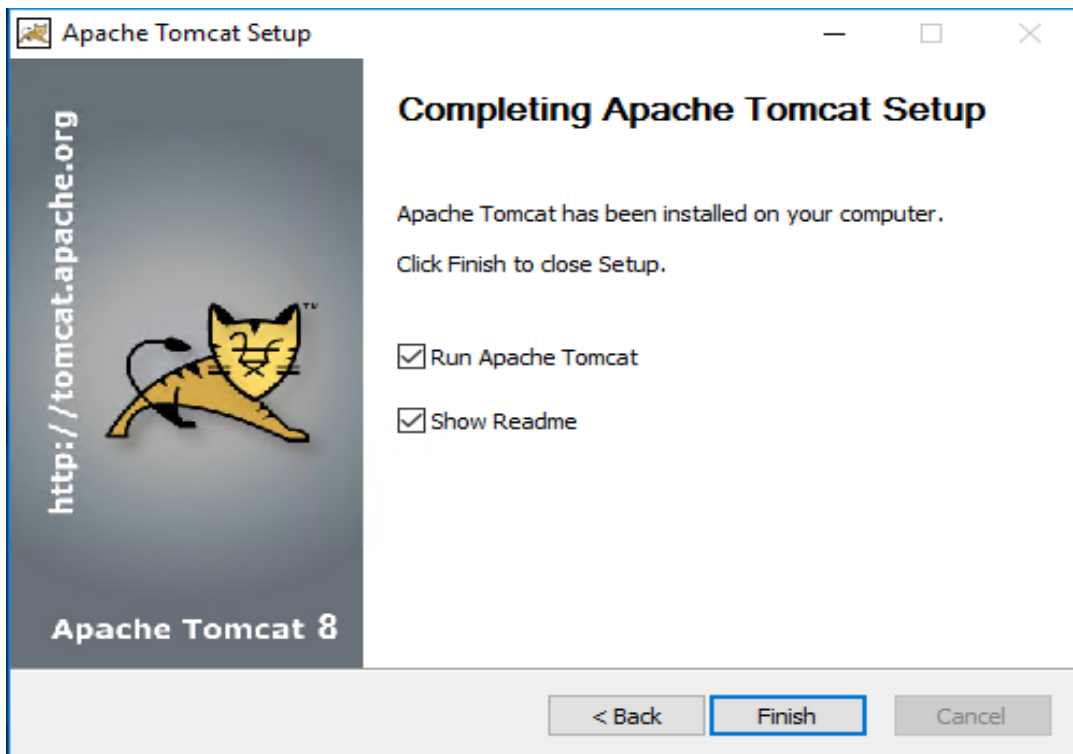 Apache Tomcat Setup
http://tomcat.apache.org
Completing Apache Tomcat Setup
Apache Tomcat has been installed on your computer.
Click Finish to close Setup.
Run Apache Tomcat
Show Readme
TM
Apache Tomcat 8
< Back
Finish
Cancel